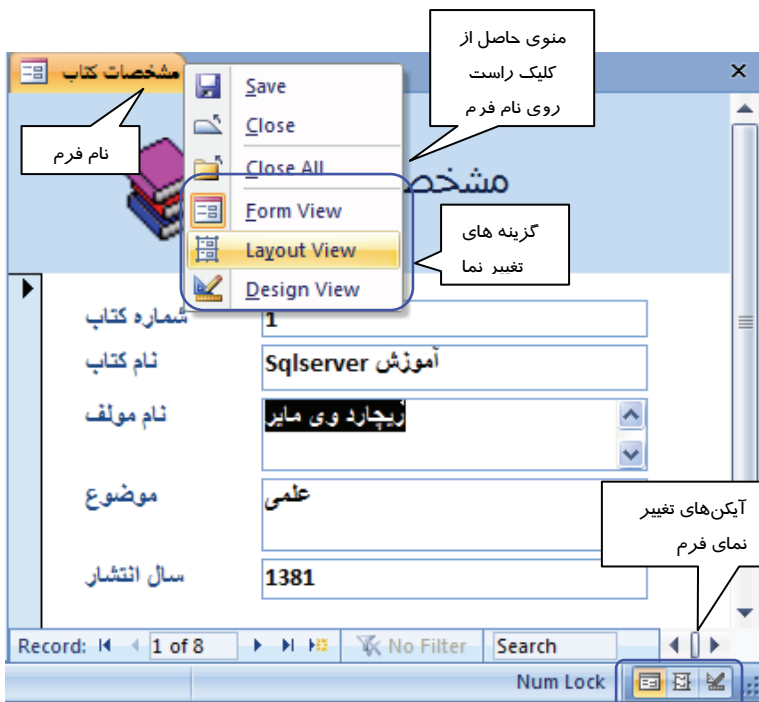 منوی حاصل از
کلیک راست
روی نام فرم
مشخصات کتاب
نام فرم
Save
Close
Close All
Form View
Layout View
Design View
مشخص
گزینه های
تغییر نما
شماره کتاب
1
نام کتاب
آموزش Sqlserver
نام مولف
ریچارد وی مایر
موضوع
علمی
سال انتشار
1381
آیکن‌های تغییر
نمای فرم
Record: 1 of 8 No Filter Search
Num Lock